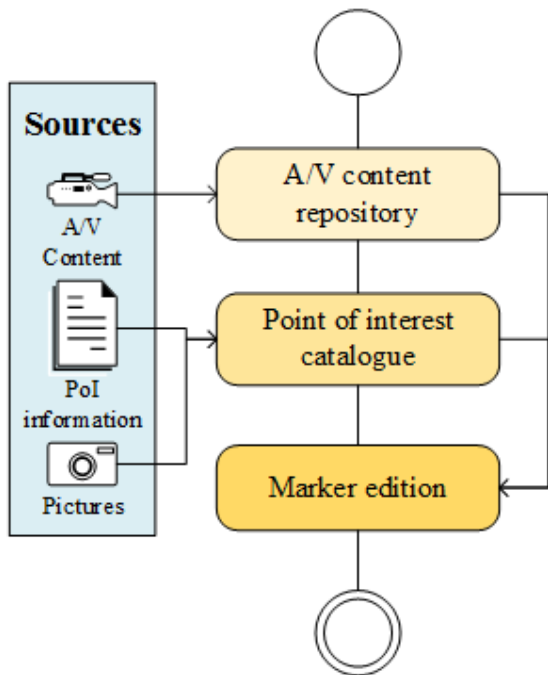 Sources
A/V
Content
PoI
information
Pictures
A/V content
repository
Point of interest
catalogue
Marker edition